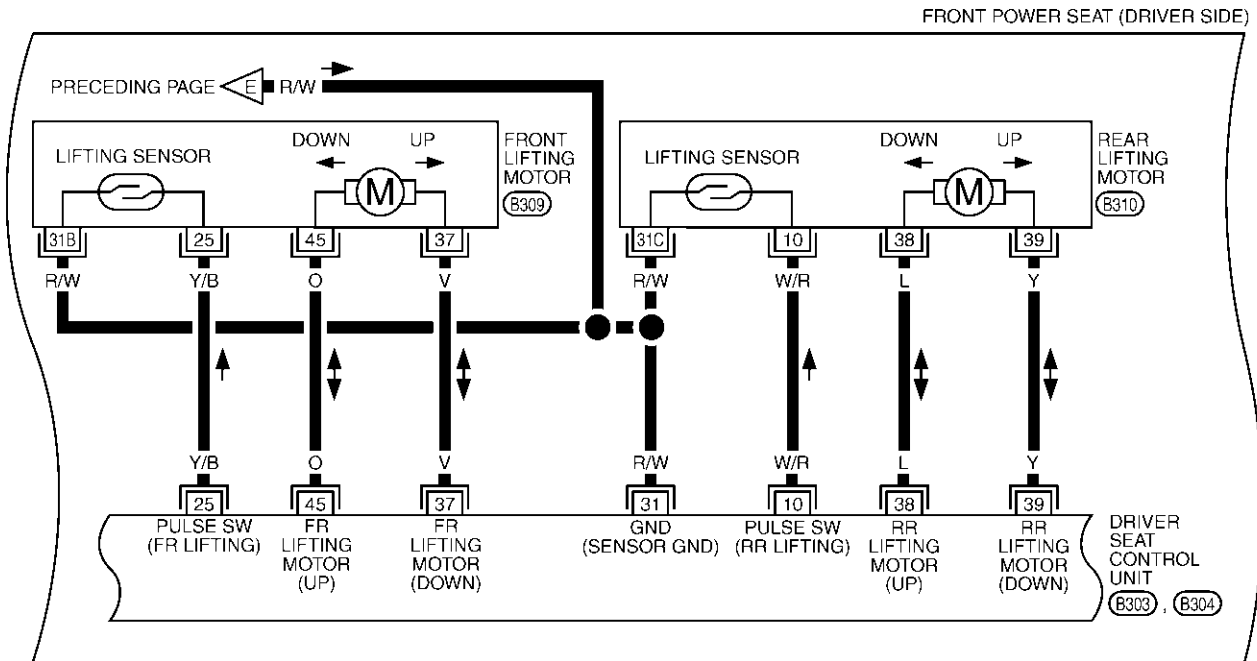 FRONT POWER SEAT (DRIVER SIDE)
PRECEDING PAGE E R/W
LIFTING SENSOR
DOWN UP
M
FRONT
LIFTING
MOTOR
B309
LIFTING SENSOR
DOWN UP
M
REAR
LIFTING
MOTOR
B310
31B 25 45 37 31C 10 38 39
R/W Y/B O V R/W W/R L Y
Y/B O V R/W W/R L Y
25 45 37 31 10 38 39
PULSE SW
(FR LIFTING)
FR
LIFTING
MOTOR
(UP)
FR
LIFTING
MOTOR
(DOWN)
GND
(SENSOR GND)
PULSE SW
(RR LIFTING)
RR
LIFTING
MOTOR
(UP)
RR
LIFTING
MOTOR
(DOWN)
DRIVER
SEAT
CONTROL
UNIT
B303 , B304